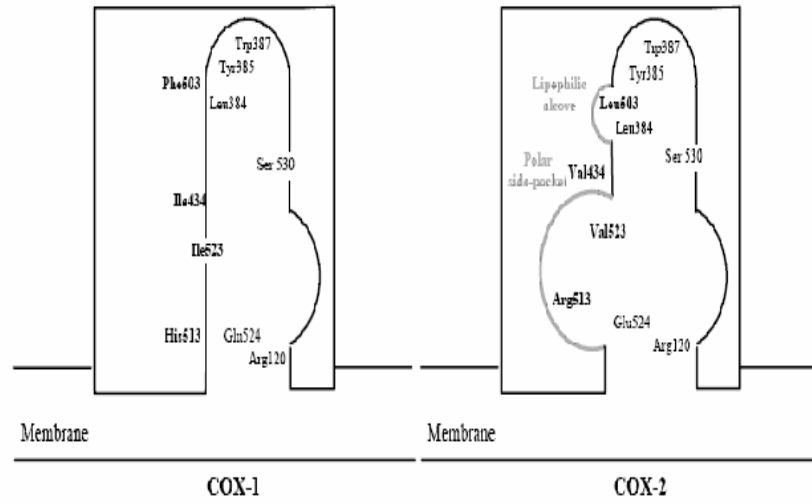 Trp387
Tyr385
Phe503
Leu384
Ser 530
Ile434
Ile523
His513
Gln524
Arg120
Membrane
COX-1
Trp387
Tyr385
Lipophilic
alcove
Leu503
Leu384
Ser 530
Polar
side-pocket
Val434
Val523
Arg513
Glu524
Arg120
Membrane
COX-2